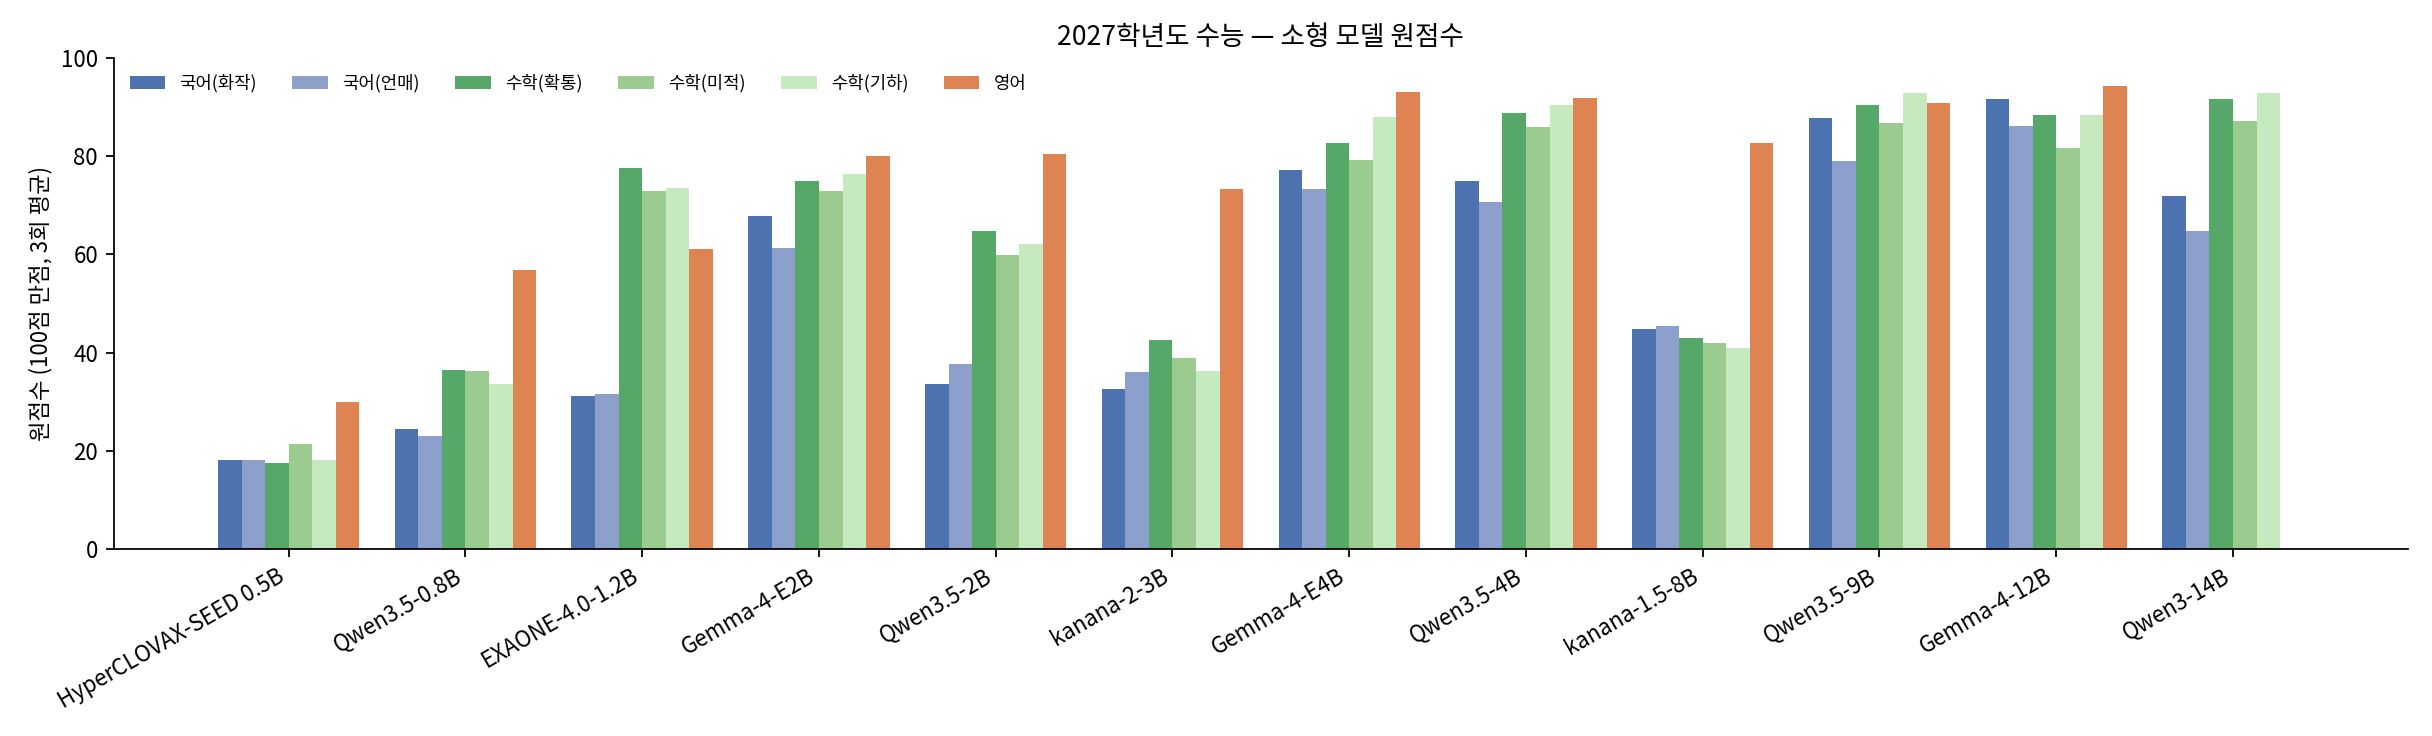 2027학년도 수능 — 소형 모델 원점수
국어(화작) 국어(언매) 수학(확통) 수학(미적) 수학(기하) 영어
원점수 (100점 만점, 3회 평균)
100
80
60
40
20
0
HyperCLOVAX-SEED 0.5B
Qwen3.5-0.8B
EXAONE-4.0-1.2B
Gemma-4-E2B
Qwen3.5-2B
kanana-2-3B
Gemma-4-E4B
Qwen3.5-4B
kanana-1.5-8B
Qwen3.5-9B
Gemma-4-12B
Qwen3-14B